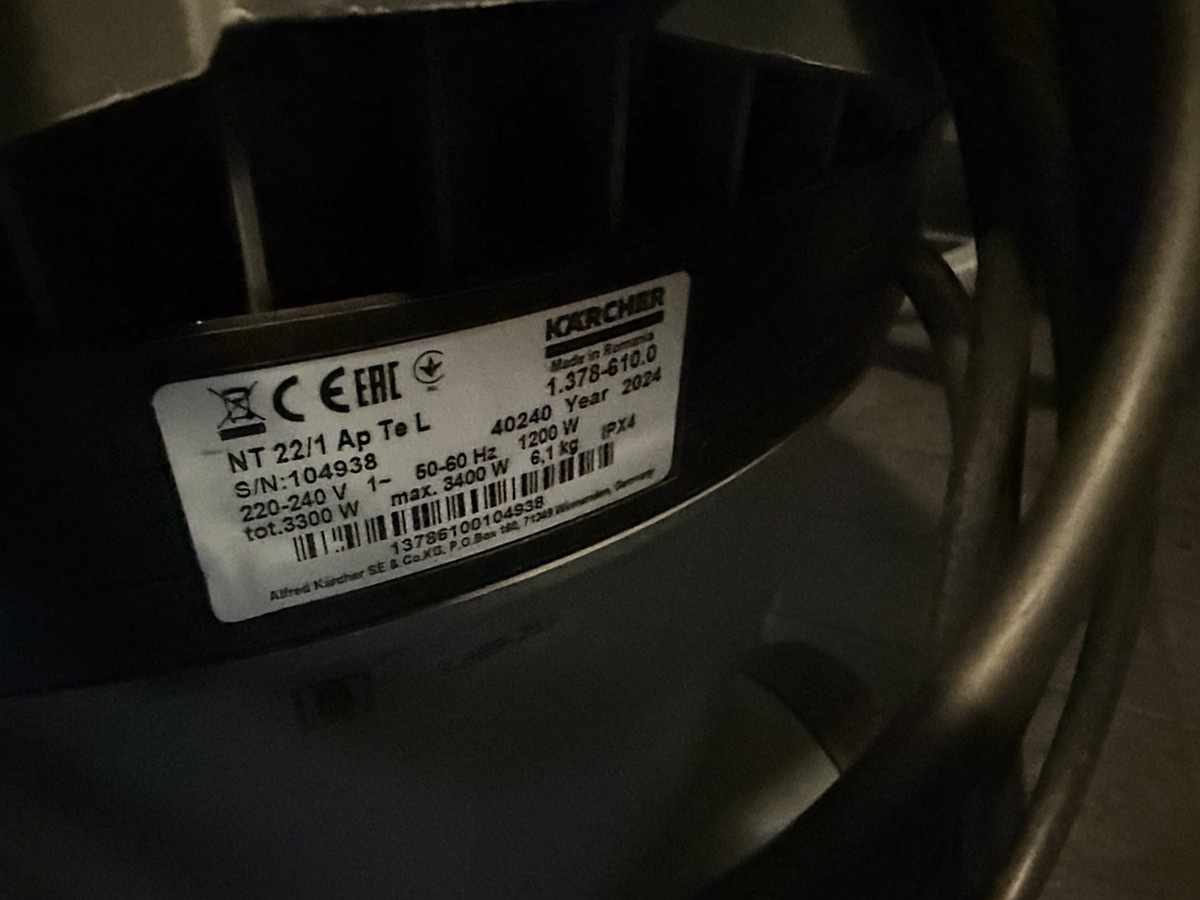 KÄRCHER
Made in Romania
1.378-610.0
NT 22/1 Ap Te L 40240 Year 2024
S/N:104938
220-240 V 1~ 50-60 Hz 1200 W IPX4
tot.3300 W max. 3400 W 6,1 kg
13786100104938
Alfred Kärcher SE & Co.KG, P.O.Box 160, 71349 Winnenden, Germany
CE EAC